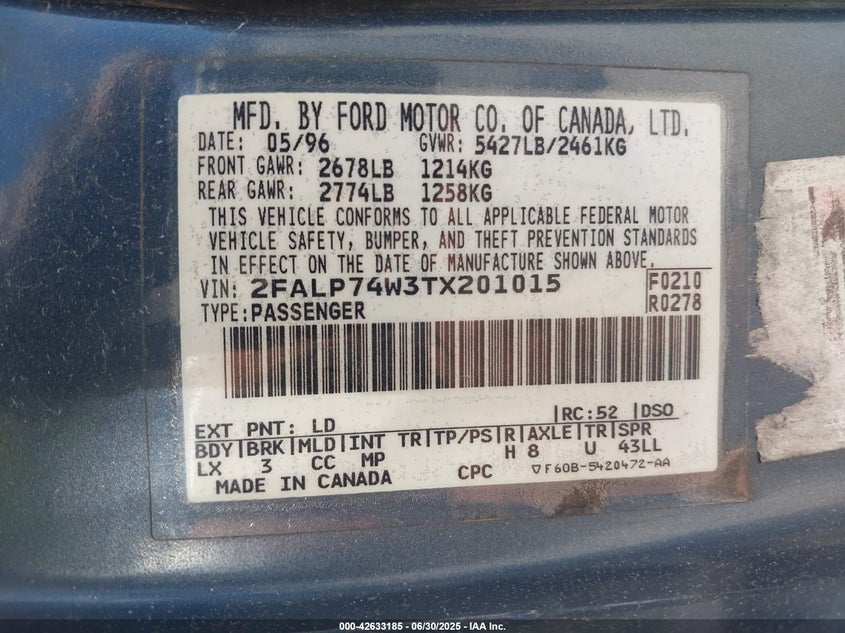 MFD. BY FORD MOTOR CO. OF CANADA, LTD.
DATE: 05/96 GVWR: 5427LB/2461KG
FRONT GAWR: 2678LB 1214KG
REAR GAWR: 2774LB 1258KG
THIS VEHICLE CONFORMS TO ALL APPLICABLE FEDERAL MOTOR
VEHICLE SAFETY, BUMPER, AND THEFT PREVENTION STANDARDS
IN EFFECT ON THE DATE OF MANUFACTURE SHOWN ABOVE.
VIN: 2FALP74W3TX201015 F0210
TYPE: PASSENGER R0278
EXT PNT: LD RC:52 DSO
BDY BRK MLD INT TR TP/PS R AXLE TR SPR
LX 3 CC MP H 8 U 43LL
MADE IN CANADA CPC ▽F60B-5420472-AA
000-42633185 - 06/30/2025 - IAA Inc.